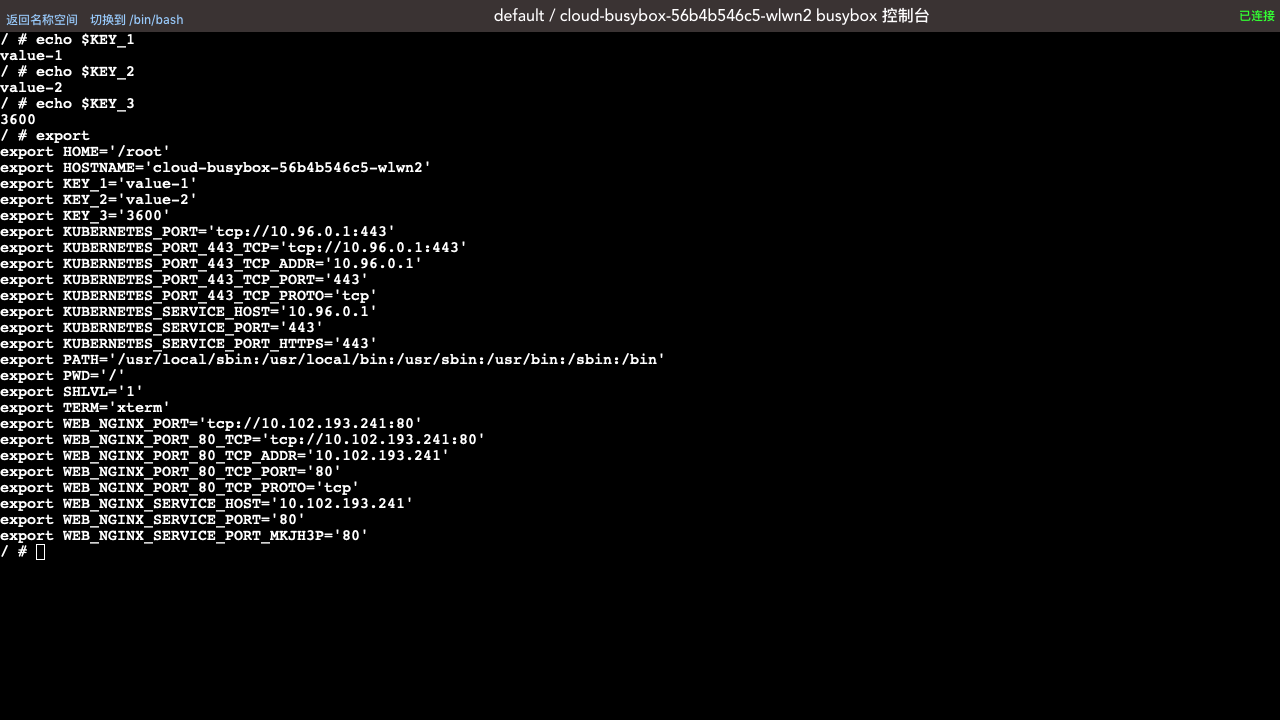 返回名称空间 切换到 /bin/bash default / cloud-busybox-56b4b546c5-wlwn2 busybox 控制台 已连接
/ # echo $KEY_1
value-1
/ # echo $KEY_2
value-2
/ # echo $KEY_3
3600
/ # export
export HOME='/root'
export HOSTNAME='cloud-busybox-56b4b546c5-wlwn2'
export KEY_1='value-1'
export KEY_2='value-2'
export KEY_3='3600'
export KUBERNETES_PORT='tcp://10.96.0.1:443'
export KUBERNETES_PORT_443_TCP='tcp://10.96.0.1:443'
export KUBERNETES_PORT_443_TCP_ADDR='10.96.0.1'
export KUBERNETES_PORT_443_TCP_PORT='443'
export KUBERNETES_PORT_443_TCP_PROTO='tcp'
export KUBERNETES_SERVICE_HOST='10.96.0.1'
export KUBERNETES_SERVICE_PORT='443'
export KUBERNETES_SERVICE_PORT_HTTPS='443'
export PATH='/usr/local/sbin:/usr/local/bin:/usr/sbin:/usr/bin:/sbin:/bin'
export PWD='/'
export SHLVL='1'
export TERM='xterm'
export WEB_NGINX_PORT='tcp://10.102.193.241:80'
export WEB_NGINX_PORT_80_TCP='tcp://10.102.193.241:80'
export WEB_NGINX_PORT_80_TCP_ADDR='10.102.193.241'
export WEB_NGINX_PORT_80_TCP_PORT='80'
export WEB_NGINX_PORT_80_TCP_PROTO='tcp'
export WEB_NGINX_SERVICE_HOST='10.102.193.241'
export WEB_NGINX_SERVICE_PORT='80'
export WEB_NGINX_SERVICE_PORT_MKJH3P='80'
/ #